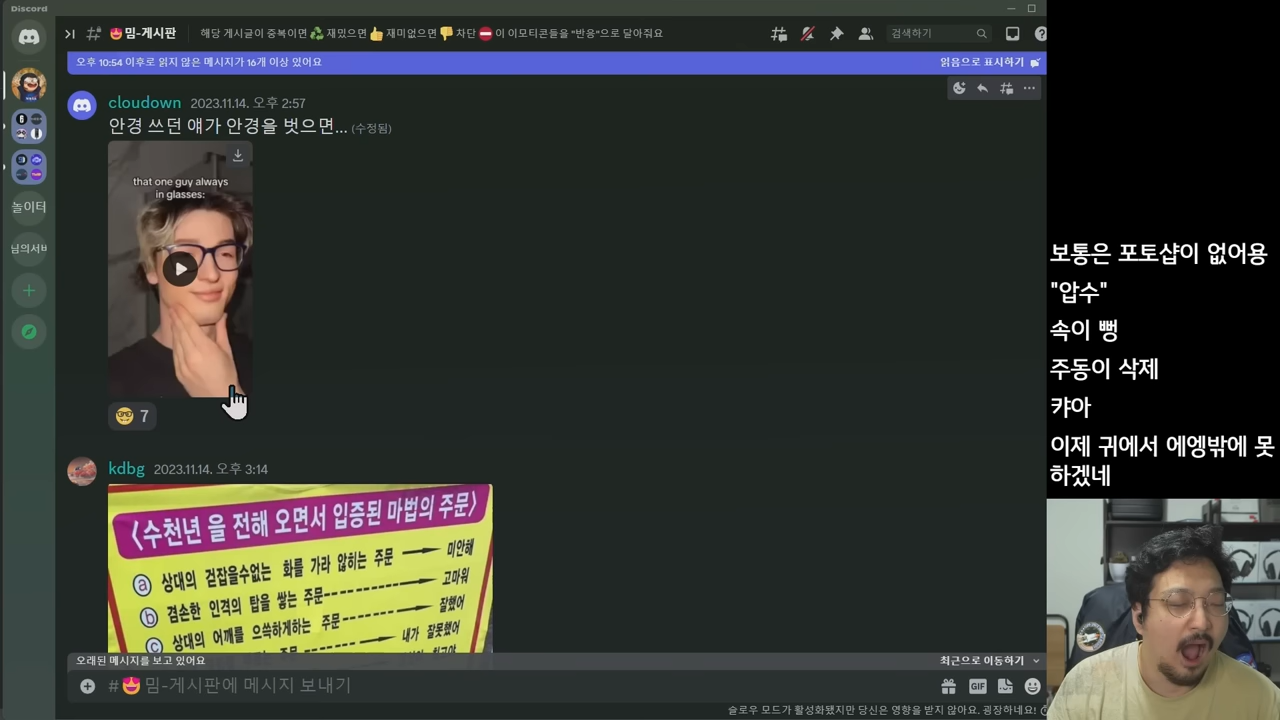 Discord
밈-게시판
해당 게시글이 중복이면 ♻️ 재밌으면 👍 재미없으면 👎 차단 ⛔ 이 이모티콘들을 "반응"으로 달아줘요
검색하기
오후 10:54 이후로 읽지 않은 메시지가 16개 이상 있어요
읽음으로 표시하기
cloudown 2023.11.14. 오후 2:57
안경 쓰던 얘가 안경을 벗으면... (수정됨)
that one guy always
in glasses:
7
놀이터
님의서버
kdbg 2023.11.14. 오후 3:14
〈수천년 을 전해 오면서 입증된 마법의 주문〉
ⓐ 상대의 걷잡을수없는 화를 가라 않히는 주문 → 미안해
ⓑ 겸손한 인격의 탑을 쌓는 주문 → 고마워
ⓒ 상대의 어깨를 으쓱하게하는 주문 → 잘했어
내가 잘못했어
오래된 메시지를 보고 있어요
최근으로 이동하기
#😍밈-게시판에 메시지 보내기
GIF
슬로우 모드가 활성화됐지만 당신은 영향을 받지 않아요. 굉장하네요!
보통은 포토샵이 없어용
"압수"
속이 뻥
주동이 삭제
캬아
이제 귀에서 에엥밖에 못
하겠네